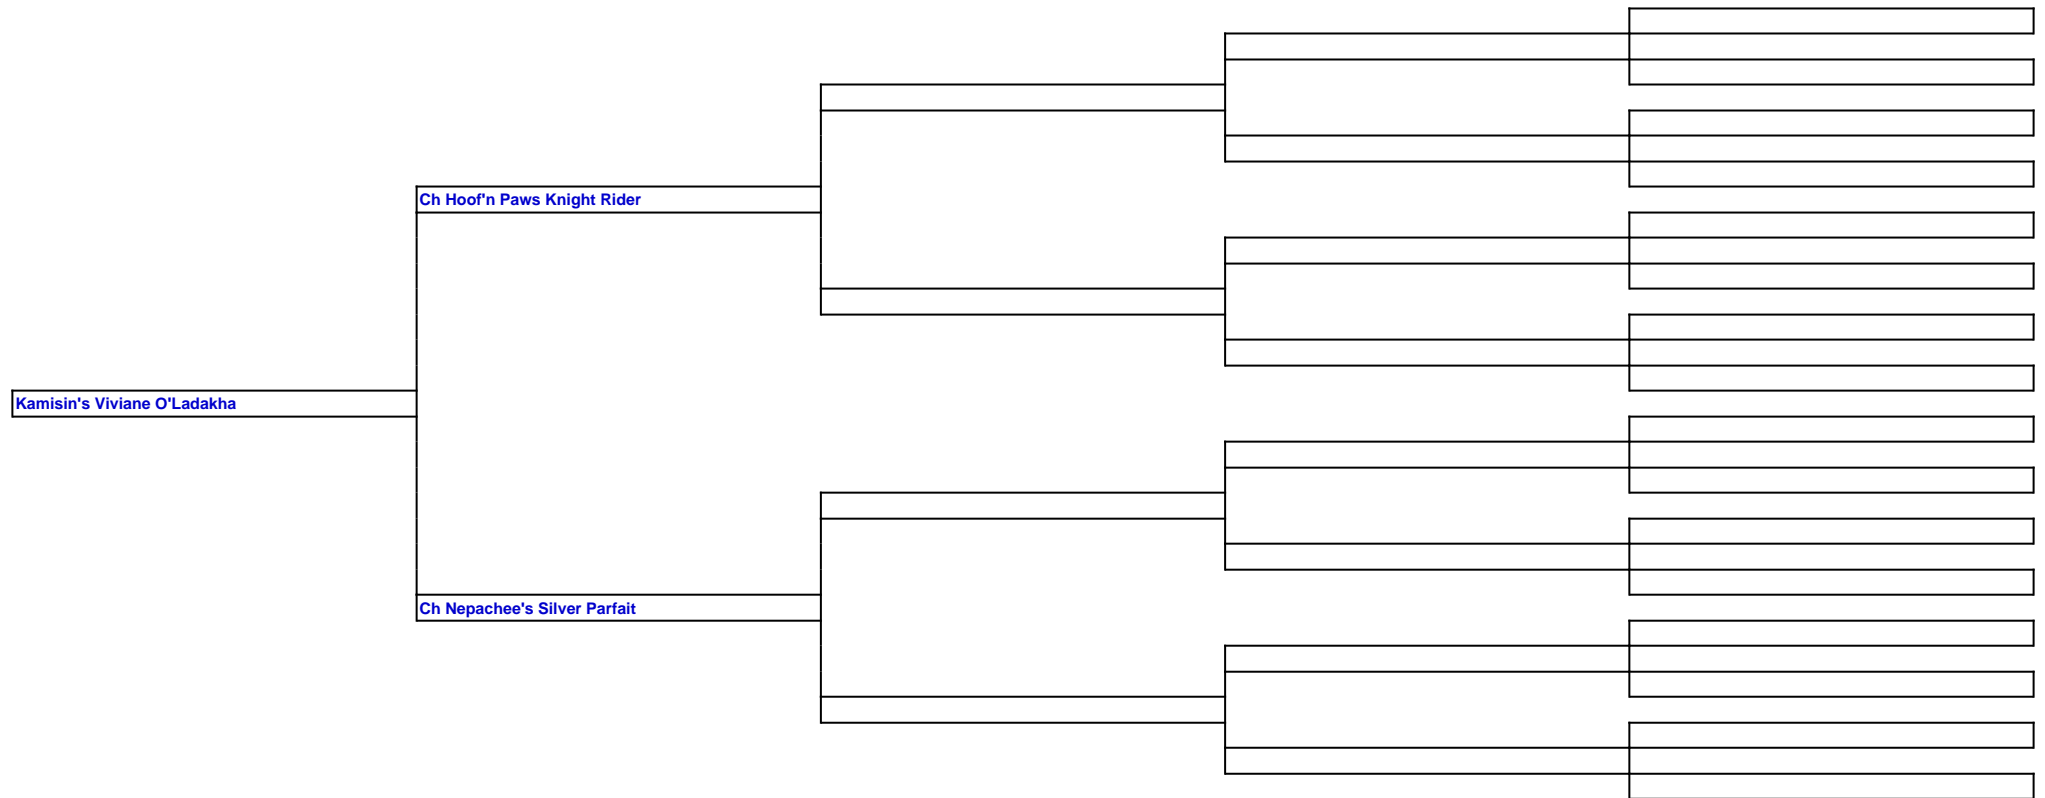 Ch Hoof'n Paws Knight Rider
Kamisin's Viviane O'Ladakha
Ch Nepachee's Silver Parfait